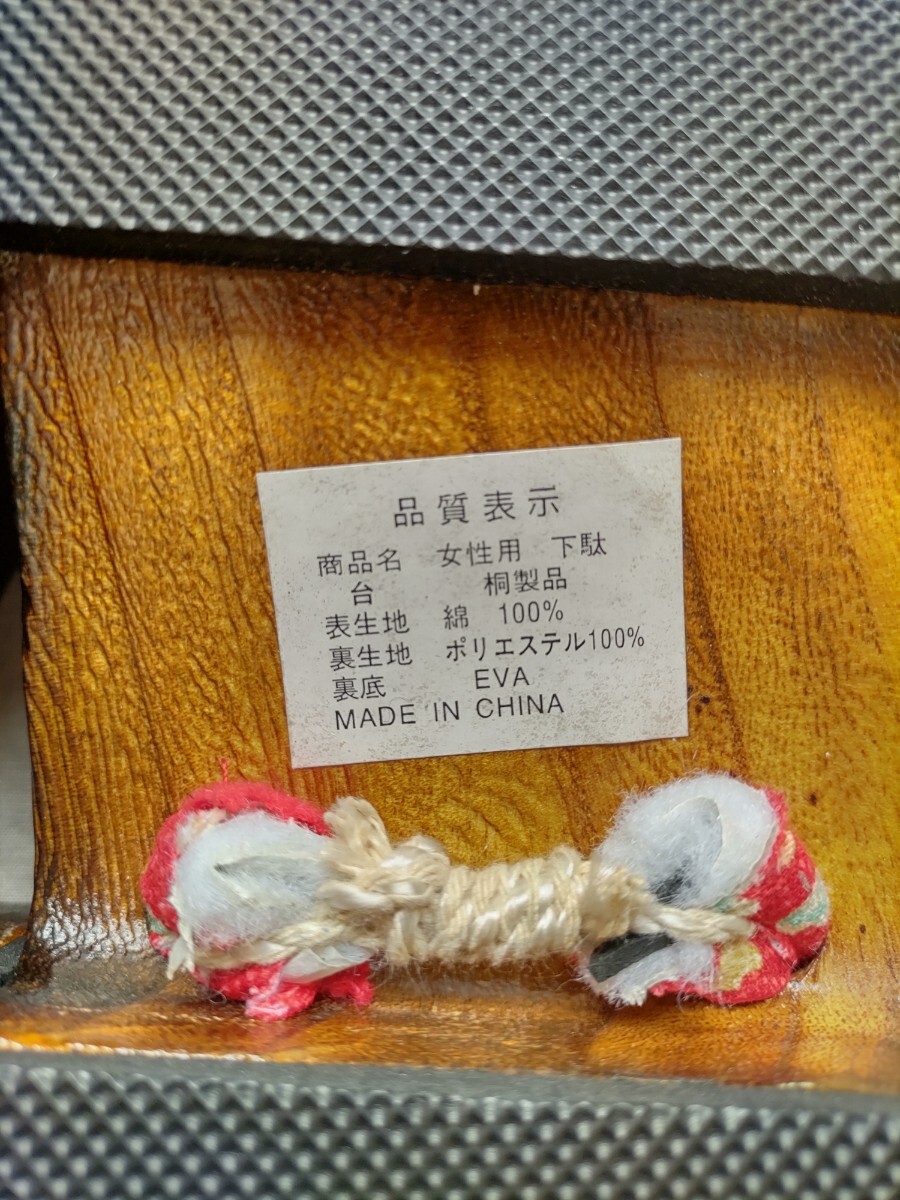 品質表示
商品名 女性用 下駄
台 桐製品
表生地 綿 100%
裏生地 ポリエステル100%
裏底 EVA
MADE IN CHINA